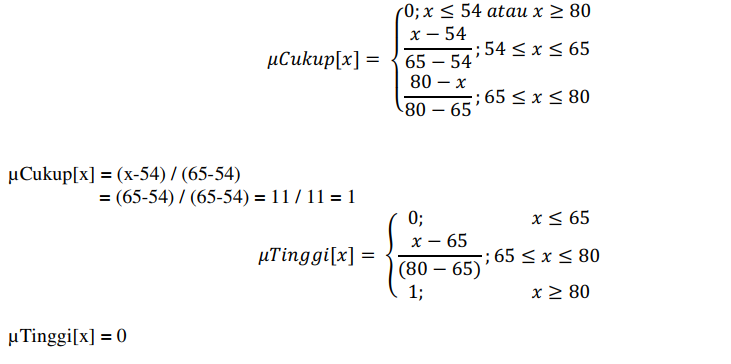 0; x ≤ 54 atau x ≥ 80
μCukup[x] = { (x − 54) / (65 − 54) ; 54 ≤ x ≤ 65
(80 − x) / (80 − 65) ; 65 ≤ x ≤ 80
μCukup[x] = (x-54) / (65-54)
= (65-54) / (65-54) = 11 / 11 = 1
0; x ≤ 65
μTinggi[x] = { x − 65 / (80 − 65) ; 65 ≤ x ≤ 80
1; x ≥ 80
μTinggi[x] = 0